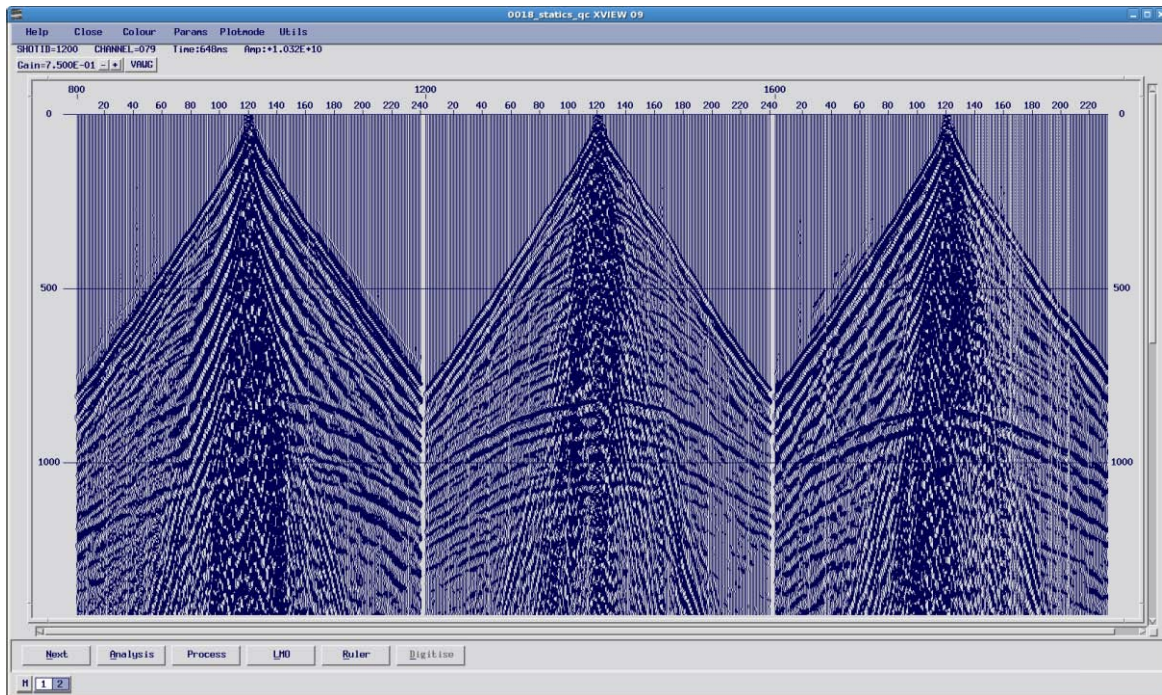 0018_statics_qc XVIEW 09
Help Close Colour Params Plotmode Utils
SHOTID=1200 CHANNEL=079 Time:648ms Amp:+1.032E+10
Gain=7.500E-01 - + VAWG
800 1200 1600
20 40 60 80 100 120 140 160 180 200 220 240 20 40 60 80 100 120 140 160 180 200 220 240 20 40 60 80 100 120 140 160 180 200 220
0 0
500 500
1000 1000
Next Analysis Process LMO Ruler Digitise
M 1 2